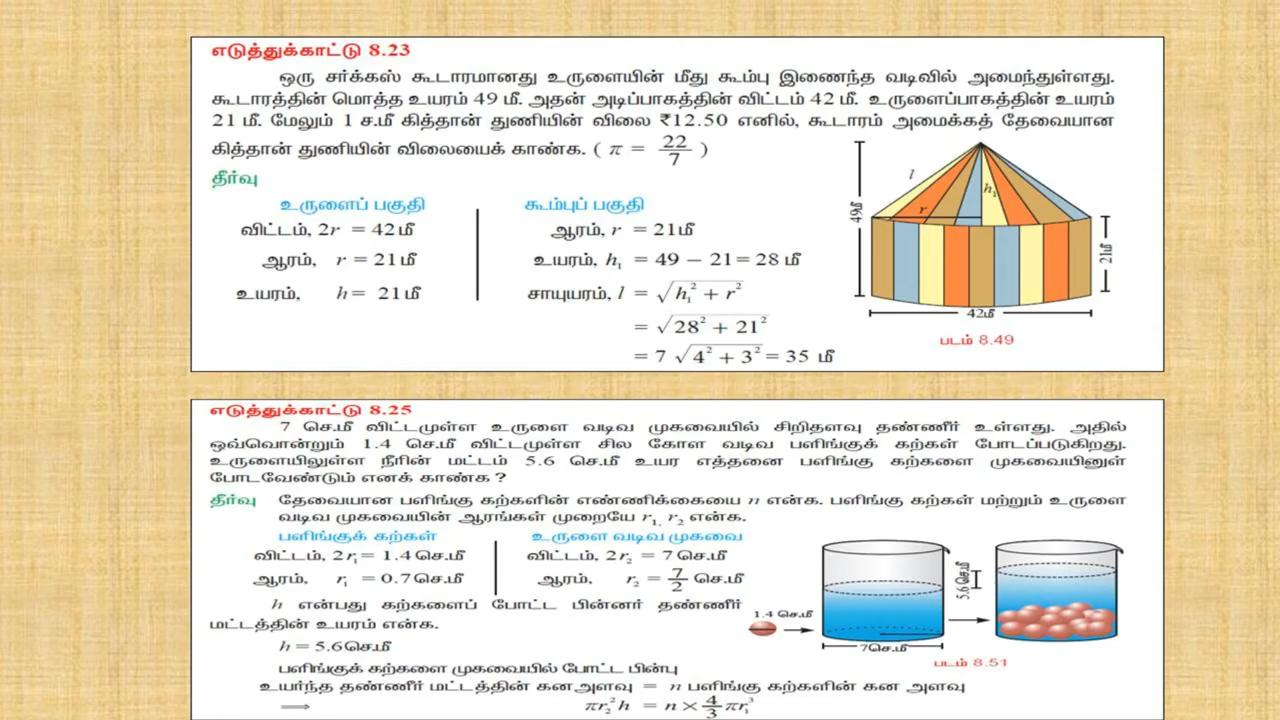 எடுத்துக்காட்டு 8.23
ஒரு சர்க்கஸ் கூடாரமானது உருளையின் மீது கூம்பு இணைந்த வடிவில் அமைந்துள்ளது.
கூடாரத்தின் மொத்த உயரம் 49 மீ. அதன் அடிப்பாகத்தின் விட்டம் 42 மீ. உருளைப்பாகத்தின் உயரம்
21 மீ. மேலும் 1 ச.மீ கித்தான் துணியின் விலை ₹12.50 எனில், கூடாரம் அமைக்கத் தேவையான
கித்தான் துணியின் விலையைக் காண்க. ( π = 22/7 )
தீர்வு
உருளைப் பகுதி
விட்டம், 2r = 42மீ
ஆரம், r = 21மீ
உயரம், h = 21மீ
கூம்புப் பகுதி
ஆரம், r = 21மீ
உயரம், h₁ = 49 − 21 = 28 மீ
சாயுயரம், l = √(h₁² + r²)
= √(28² + 21²)
= 7 √(4² + 3²) = 35 மீ
49மீ
l
h₁
r
21மீ
42மீ
படம் 8.49
எடுத்துக்காட்டு 8.25
7 செ.மீ விட்டமுள்ள உருளை வடிவ முகவையில் சிறிதளவு தண்ணீர் உள்ளது. அதில்
ஒவ்வொன்றும் 1.4 செ.மீ விட்டமுள்ள சில கோள வடிவ பளிங்குக் கற்கள் போடப்படுகிறது.
உருளையிலுள்ள நீரின் மட்டம் 5.6 செ.மீ உயர எத்தனை பளிங்கு கற்களை முகவையினுள்
போடவேண்டும் எனக் காண்க ?
தீர்வு தேவையான பளிங்கு கற்களின் எண்ணிக்கையை n என்க. பளிங்கு கற்கள் மற்றும் உருளை
வடிவ முகவையின் ஆரங்கள் முறையே r₁, r₂ என்க.
பளிங்குக் கற்கள்
விட்டம், 2r₁ = 1.4 செ.மீ
ஆரம், r₁ = 0.7செ.மீ
உருளை வடிவ முகவை
விட்டம், 2r₂ = 7செ.மீ
ஆரம், r₂ = 7/2 செ.மீ
h என்பது கற்களைப் போட்ட பின்னர் தண்ணீர்
மட்டத்தின் உயரம் என்க.
h = 5.6செ.மீ
பளிங்குக் கற்களை முகவையில் போட்ட பின்பு
உயர்ந்த தண்ணீர் மட்டத்தின் கன அளவு = n பளிங்கு கற்களின் கன அளவு
⟹ πr₂²h = n × 4/3 πr₁³
1.4 செ.மீ
7செ.மீ
5.6 செ.மீ
படம் 8.51